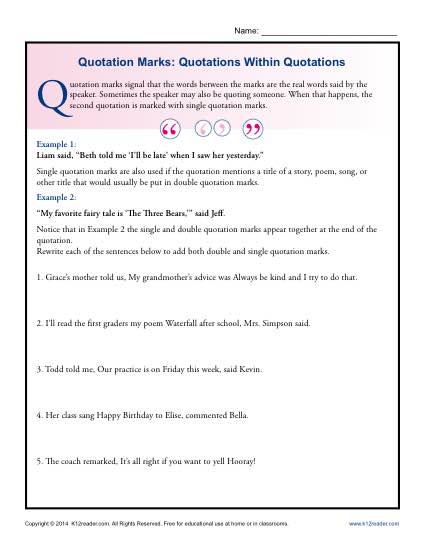 Name: ______________________________
Quotation Marks: Quotations Within Quotations
Quotation marks signal that the words between the marks are the real words said by the
speaker. Sometimes the speaker may also be quoting someone. When that happens, the
second quotation is marked with single quotation marks.
“ ‘ ’ ”
Example 1:
Liam said, “Beth told me ‘I’ll be late’ when I saw her yesterday.”
Single quotation marks are also used if the quotation mentions a title of a story, poem, song, or
other title that would usually be put in double quotation marks.
Example 2:
“My favorite fairy tale is ‘The Three Bears,’” said Jeff.
Notice that in Example 2 the single and double quotation marks appear together at the end of the
quotation.
Rewrite each of the sentences below to add both double and single quotation marks.
1. Grace’s mother told us, My grandmother’s advice was Always be kind and I try to do that.
2. I’ll read the first graders my poem Waterfall after school, Mrs. Simpson said.
3. Todd told me, Our practice is on Friday this week, said Kevin.
4. Her class sang Happy Birthday to Elise, commented Bella.
5. The coach remarked, It’s all right if you want to yell Hooray!
Copyright © 2014 K12reader.com. All Rights Reserved. Free for educational use at home or in classrooms.
www.k12reader.com